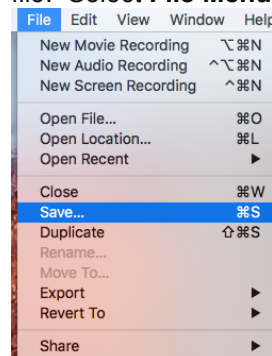 File Edit View Window Help
New Movie Recording ⌥⌘N
New Audio Recording ^⌥⌘N
New Screen Recording ^⌘N
Open File... ⌘O
Open Location... ⌘L
Open Recent ▶
Close ⌘W
Save... ⌘S
Duplicate ⇧⌘S
Rename...
Move To...
Export ▶
Revert To ▶
Share ▶